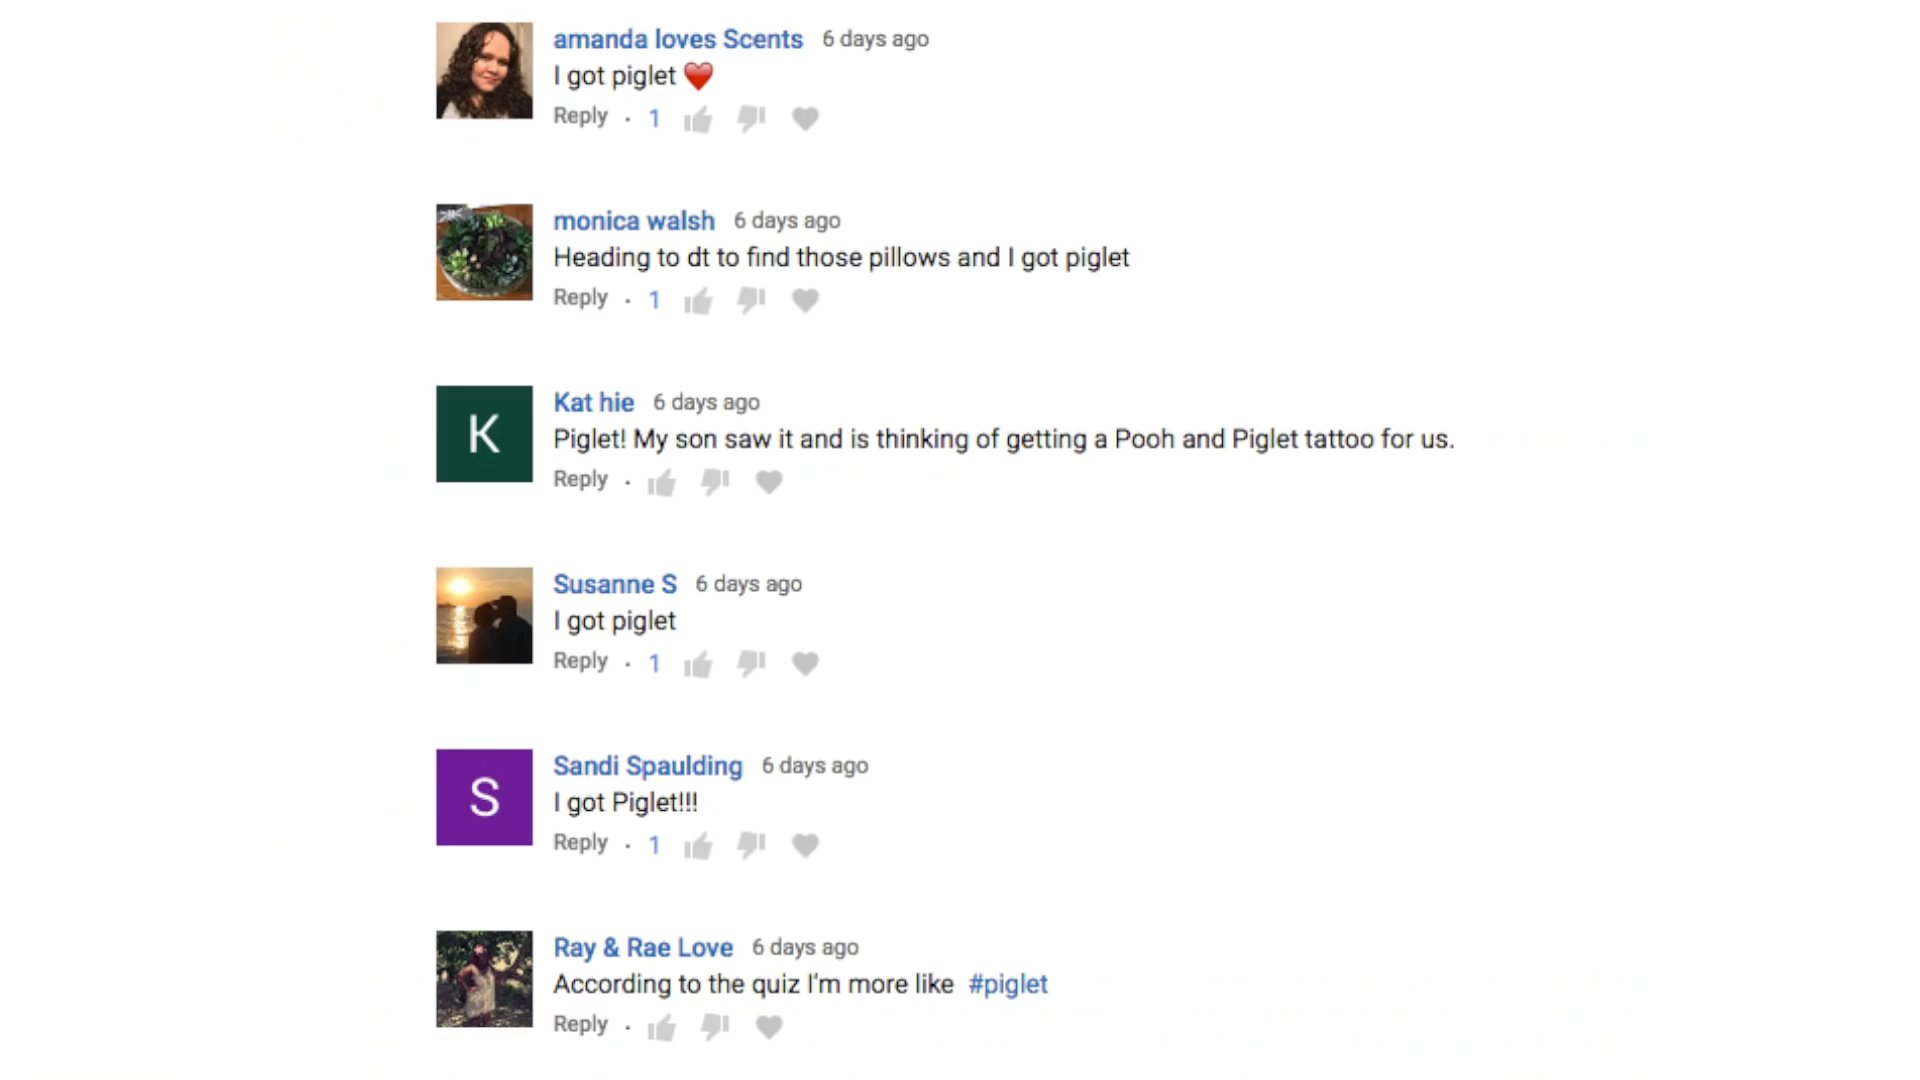 amanda loves Scents 6 days ago
I got piglet ❤
Reply . 1
monica walsh 6 days ago
Heading to dt to find those pillows and I got piglet
Reply . 1
K
Kat hie 6 days ago
Piglet! My son saw it and is thinking of getting a Pooh and Piglet tattoo for us.
Reply .
Susanne S 6 days ago
I got piglet
Reply . 1
S
Sandi Spaulding 6 days ago
I got Piglet!!!
Reply . 1
Ray & Rae Love 6 days ago
According to the quiz I'm more like #piglet
Reply .